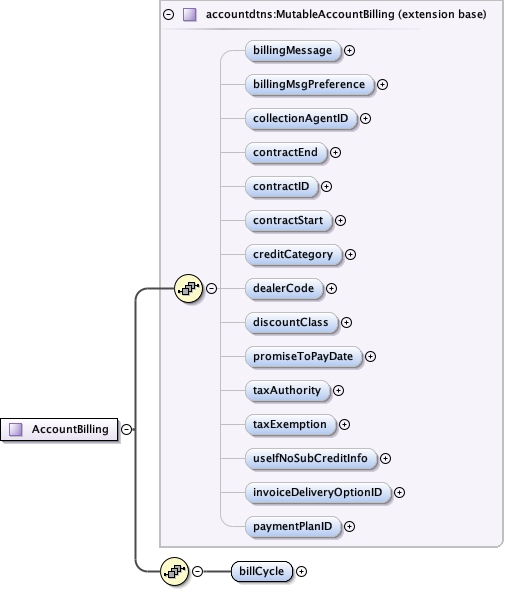 accountdtns:MutableAccountBilling (extension base)
billingMessage
billingMsgPreference
collectionAgentID
contractEnd
contractID
contractStart
creditCategory
dealerCode
discountClass
promiseToPayDate
taxAuthority
taxExemption
useIfNoSubCreditInfo
invoiceDeliveryOptionID
paymentPlanID
AccountBilling
billCycle